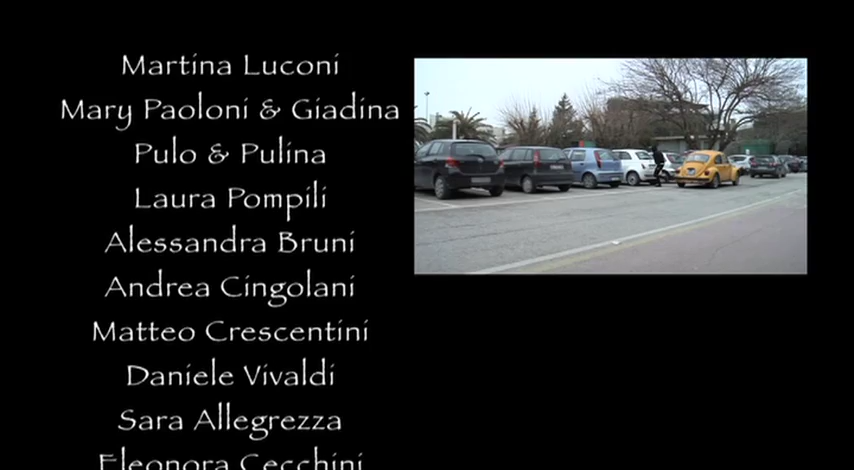 Martina Luconi
Mary Paoloni & Giadina
Pulo & Pulina
Laura Pompili
Alessandra Bruni
Andrea Cingolani
Matteo Crescentini
Daniele Vivaldi
Sara Allegrezza
Eleonora Cecchini